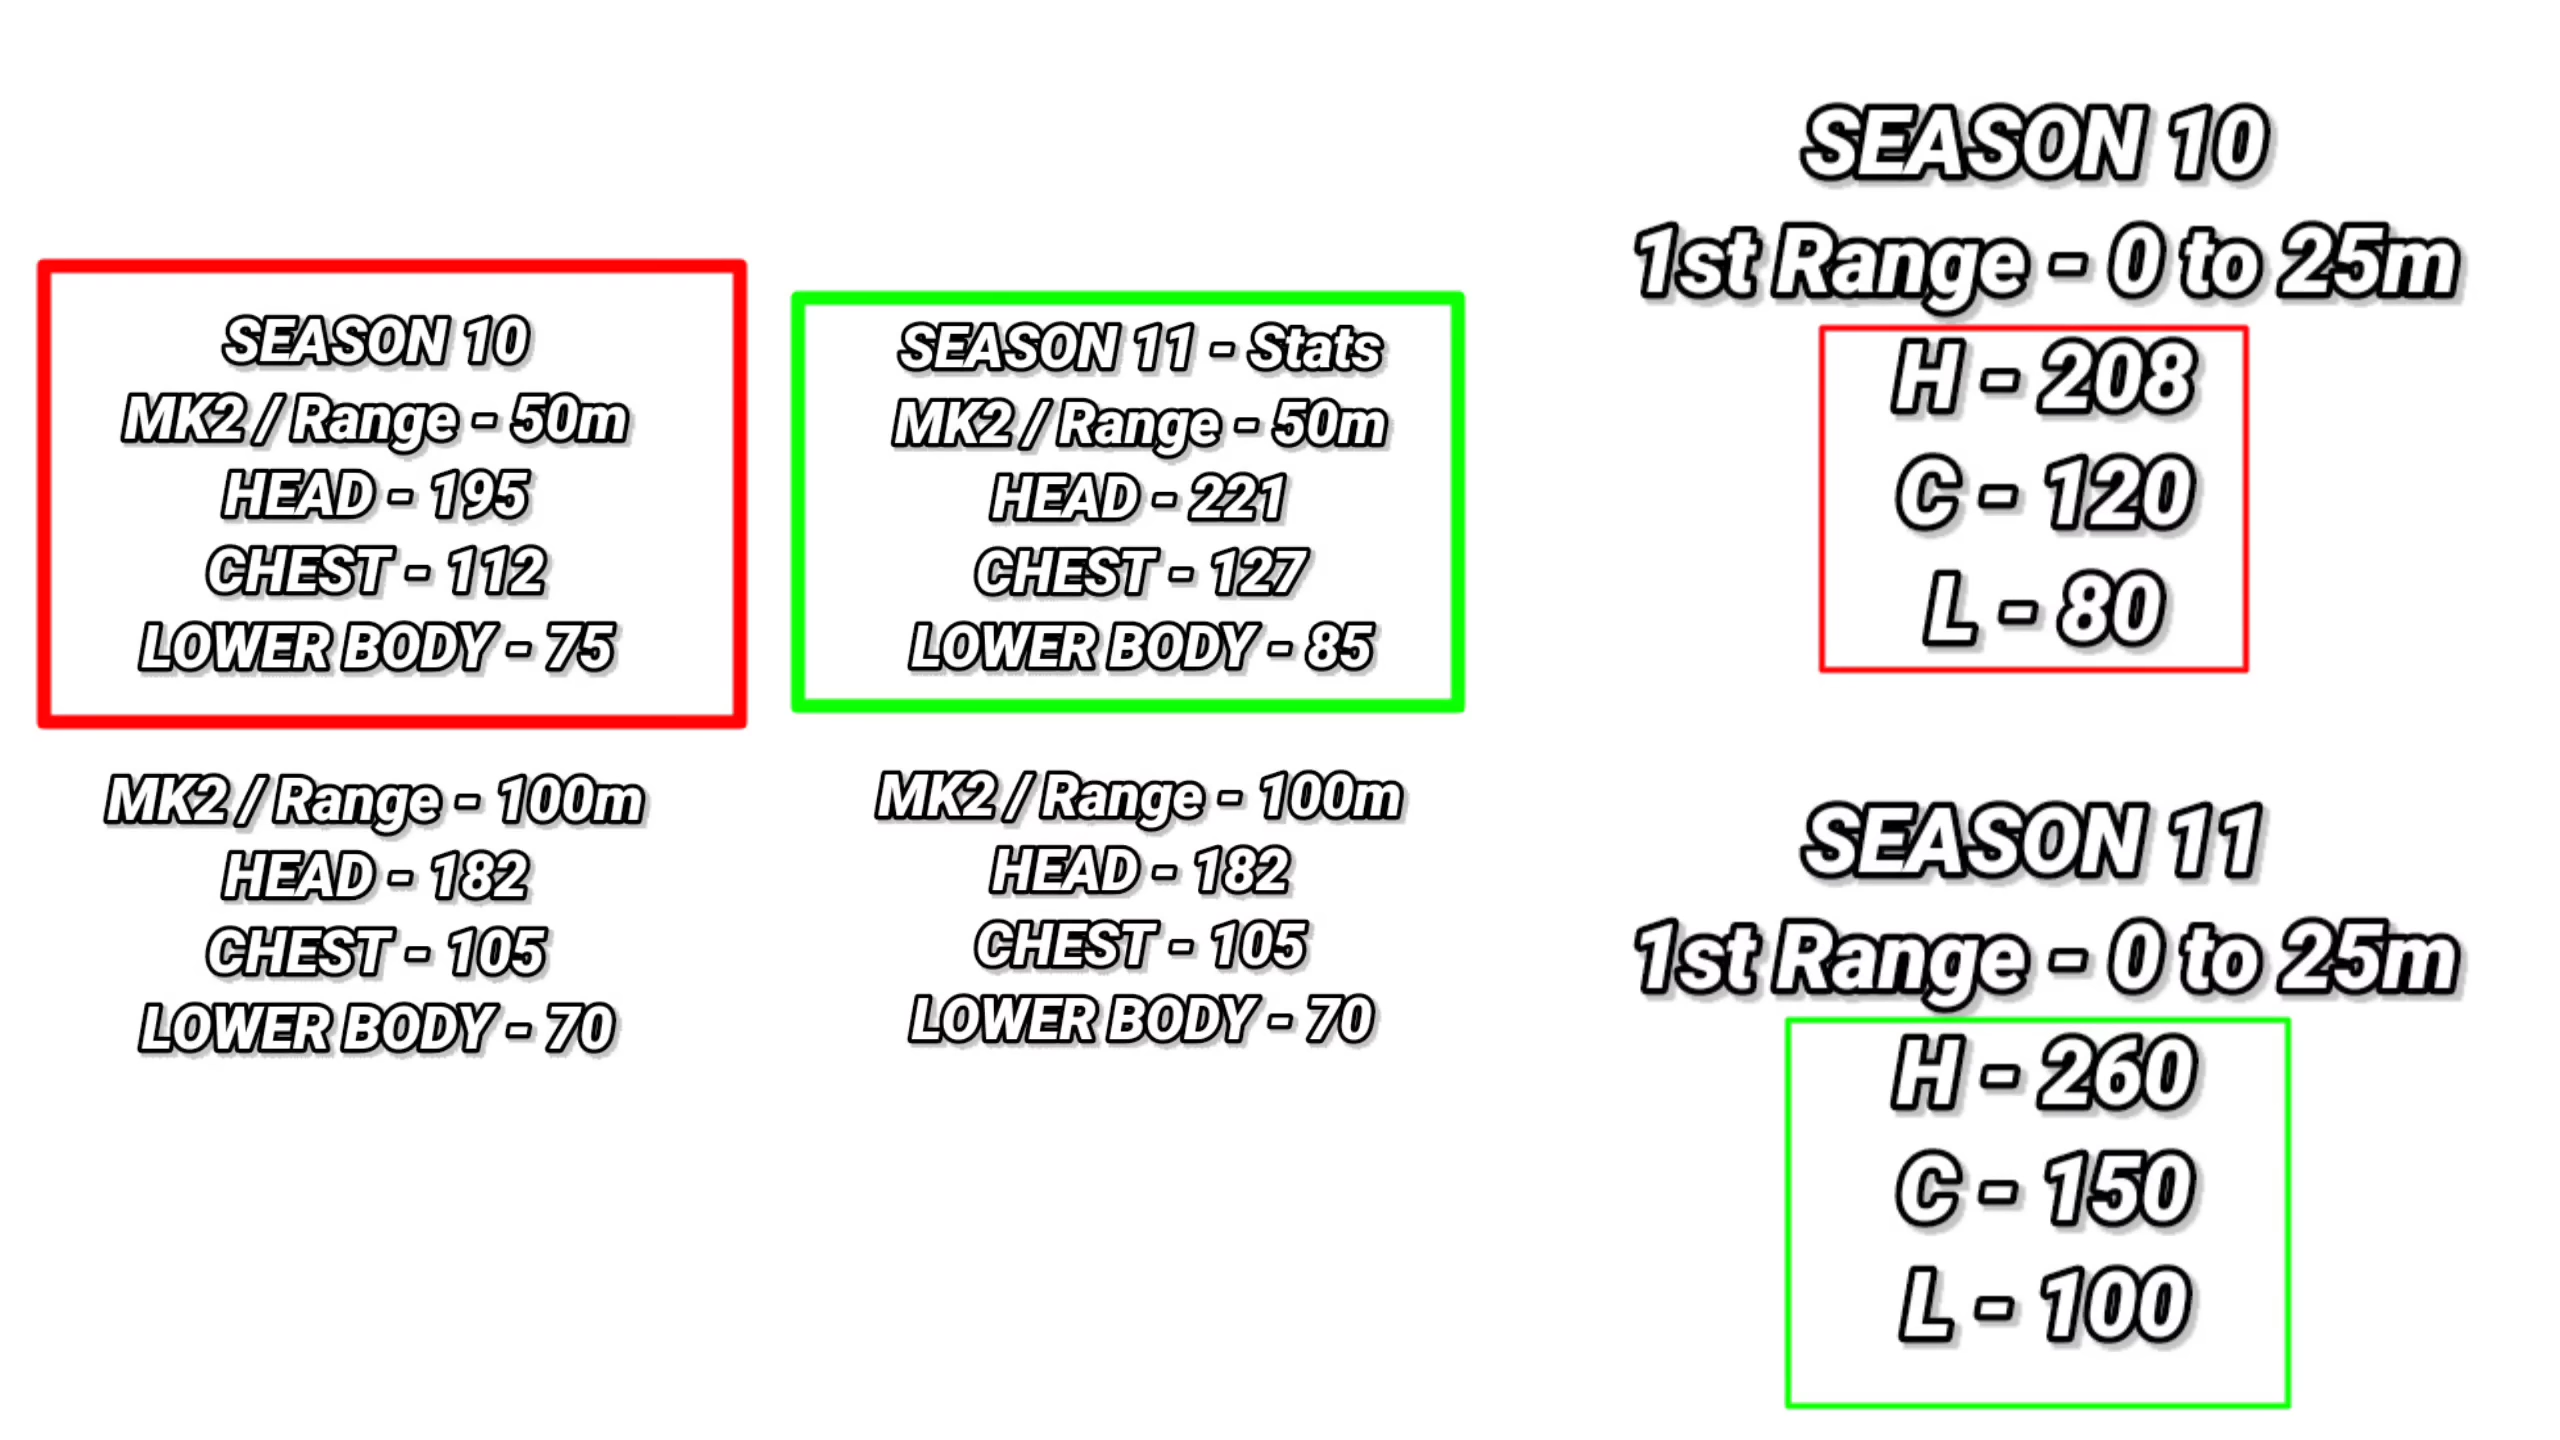 SEASON 10
MK2 / Range - 50m
HEAD - 195
CHEST - 112
LOWER BODY - 75
MK2 / Range - 100m
HEAD - 182
CHEST - 105
LOWER BODY - 70
SEASON 11 - Stats
MK2 / Range - 50m
HEAD - 221
CHEST - 127
LOWER BODY - 85
MK2 / Range - 100m
HEAD - 182
CHEST - 105
LOWER BODY - 70
SEASON 10
1st Range - 0 to 25m
H - 208
C - 120
L - 80
SEASON 11
1st Range - 0 to 25m
H - 260
C - 150
L - 100